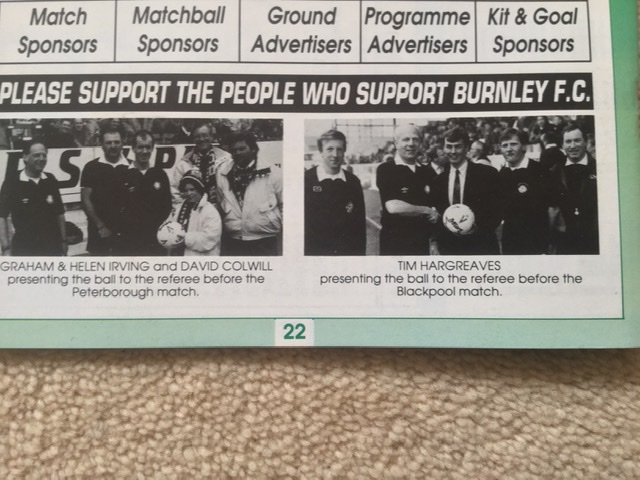 Match Sponsors
Matchball Sponsors
Ground Advertisers
Programme Advertisers
Kit & Goal Sponsors
PLEASE SUPPORT THE PEOPLE WHO SUPPORT BURNLEY F.C.
GRAHAM & HELEN IRVING and DAVID COLWILL
presenting the ball to the referee before the
Peterborough match.
TIM HARGREAVES
presenting the ball to the referee before the
Blackpool match.
22